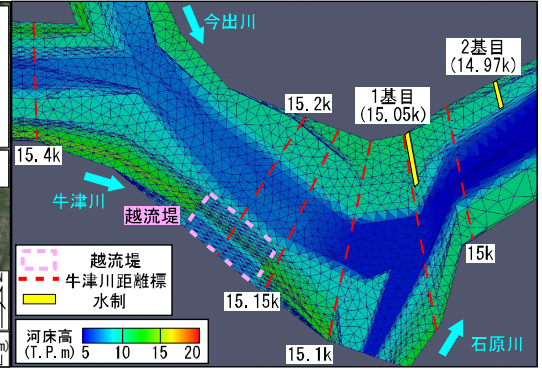 今出川
2基目
(14.97k)
1基目
(15.05k)
15.2k
15.4k
牛津川
越流堤
15k
15.15k
15.1k
石原川
越流堤
牛津川距離標
水制
河床高
(T.P.m)
5 10 15 20